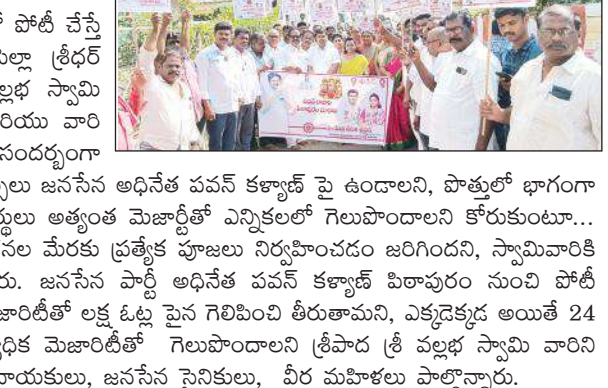 పోటీ చేస్తే
పిల్లా శ్రీధర్
వల్లభ స్వామి
మరియు వారి
సందర్భంగా
జనసేన అధినేత పవన్ కళ్యాణ్ పై ఉండాలని, పొత్తులో భాగంగా
అత్యంత మెజార్టీతో ఎన్నికలలో గెలుపొందాలని కోరుకుంటూ...
మేరకు ప్రత్యేక పూజలు నిర్వహించడం జరిగిందని, స్వామివారికి
జనసేన పార్టీ అధినేత పవన్ కళ్యాణ్ పిఠాపురం నుంచి పోటీ
లక్ష ఓట్ల పైన గెలిపించి తీరుతామని, ఎక్కడెక్కడ అయితే 24
మెజారిటీతో గెలుపొందాలని శ్రీపాద శ్రీ వల్లభ స్వామి వారిని
నాయకులు, జనసేన సైనికులు, వీర మహిళలు పాల్గొన్నారు.